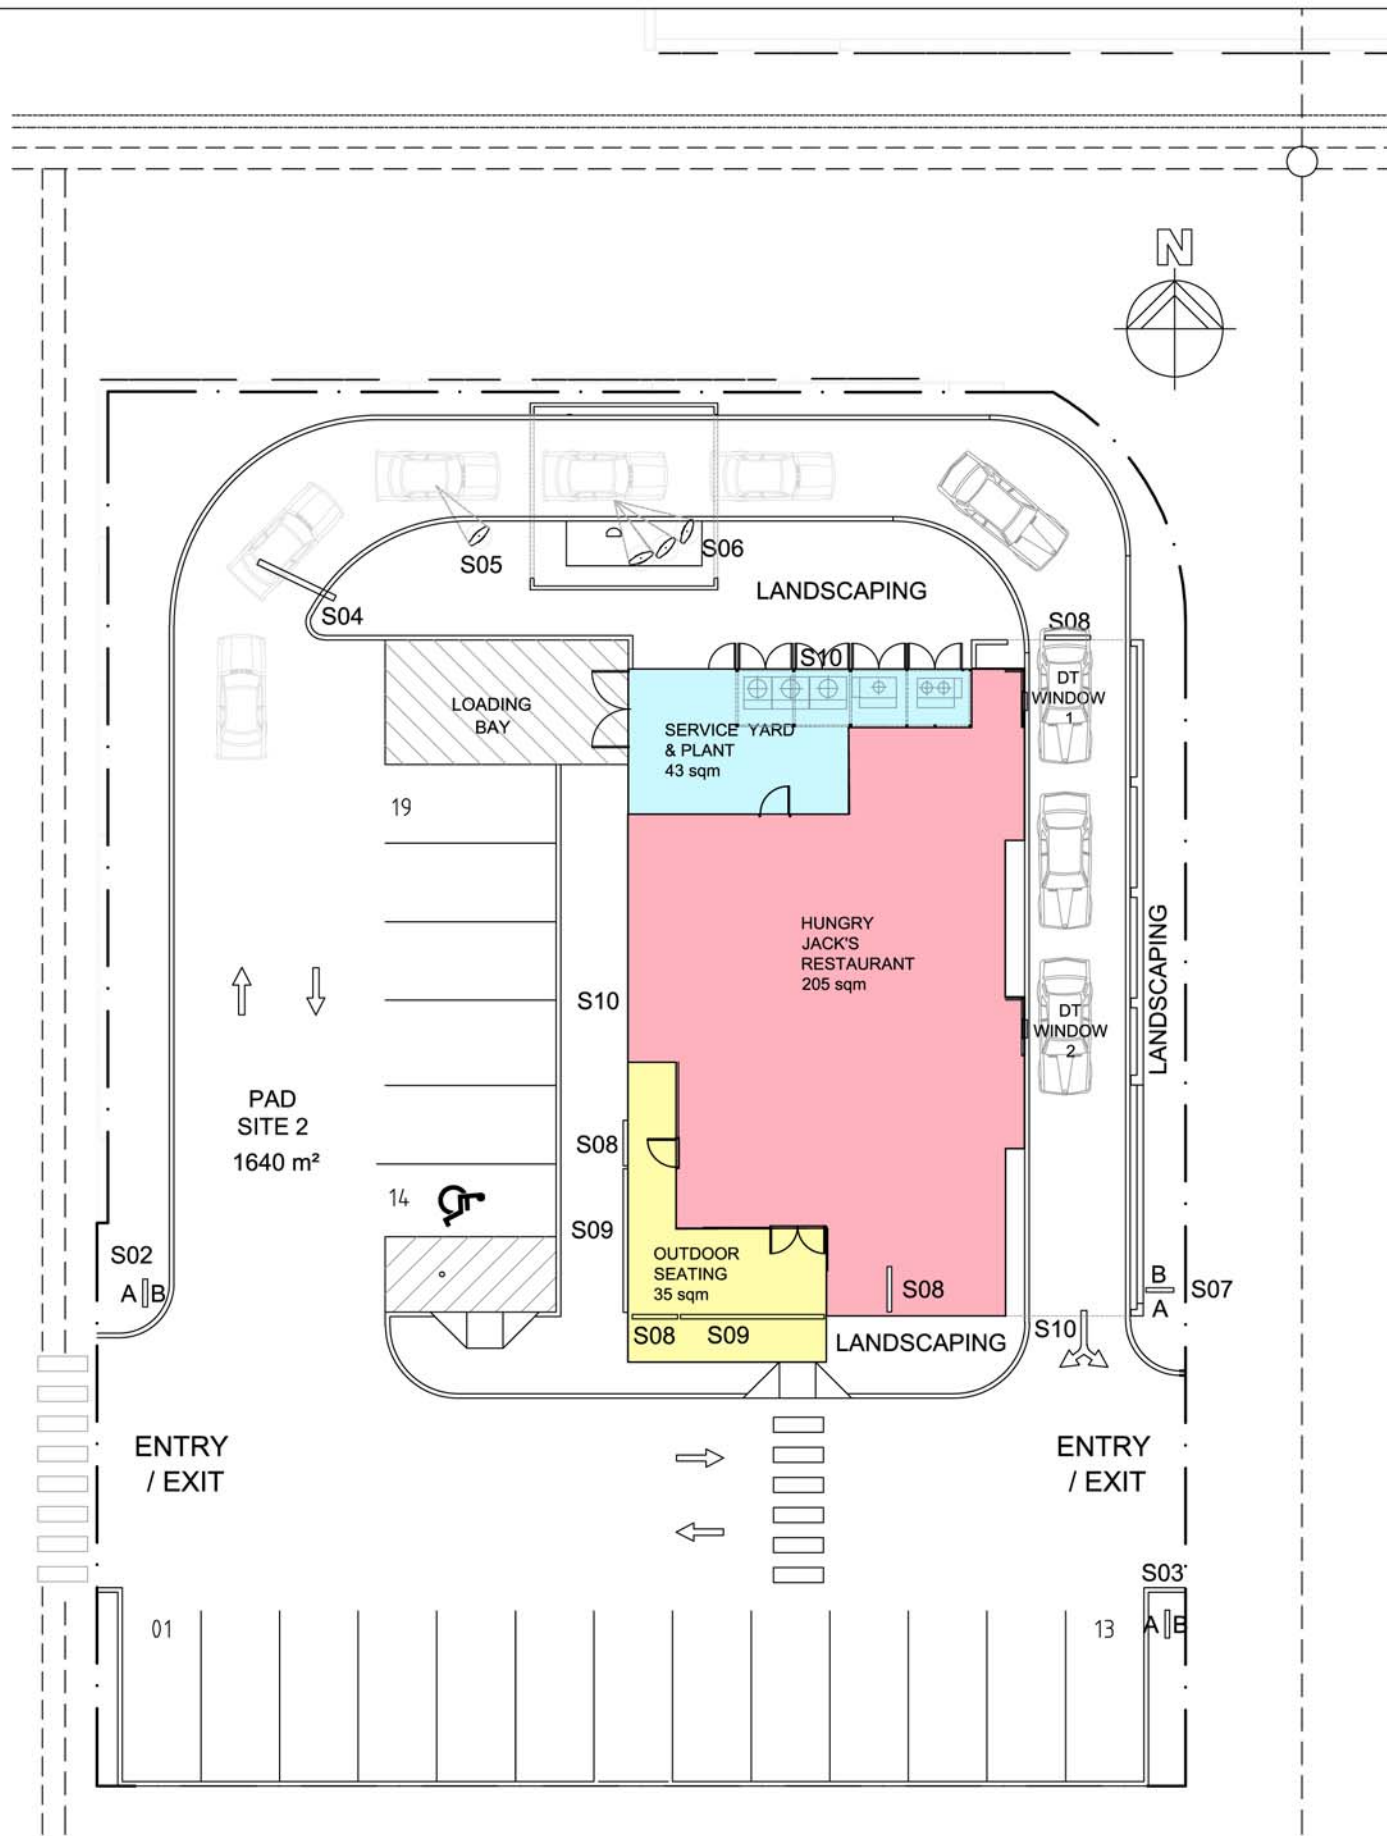 N
S05
S06
S04
LANDSCAPING
S08
S10
DT
WINDOW
1
LOADING
BAY
SERVICE YARD
& PLANT
43 sqm
19
HUNGRY
JACK'S
RESTAURANT
205 sqm
S10
DT
WINDOW
2
LANDSCAPING
PAD
SITE 2
1640 m²
S08
14
S09
S02
A B
OUTDOOR
SEATING
35 sqm
S08
B
A
S07
S08 S09
LANDSCAPING
S10
ENTRY
/ EXIT
ENTRY
/ EXIT
S03
01
13
A B